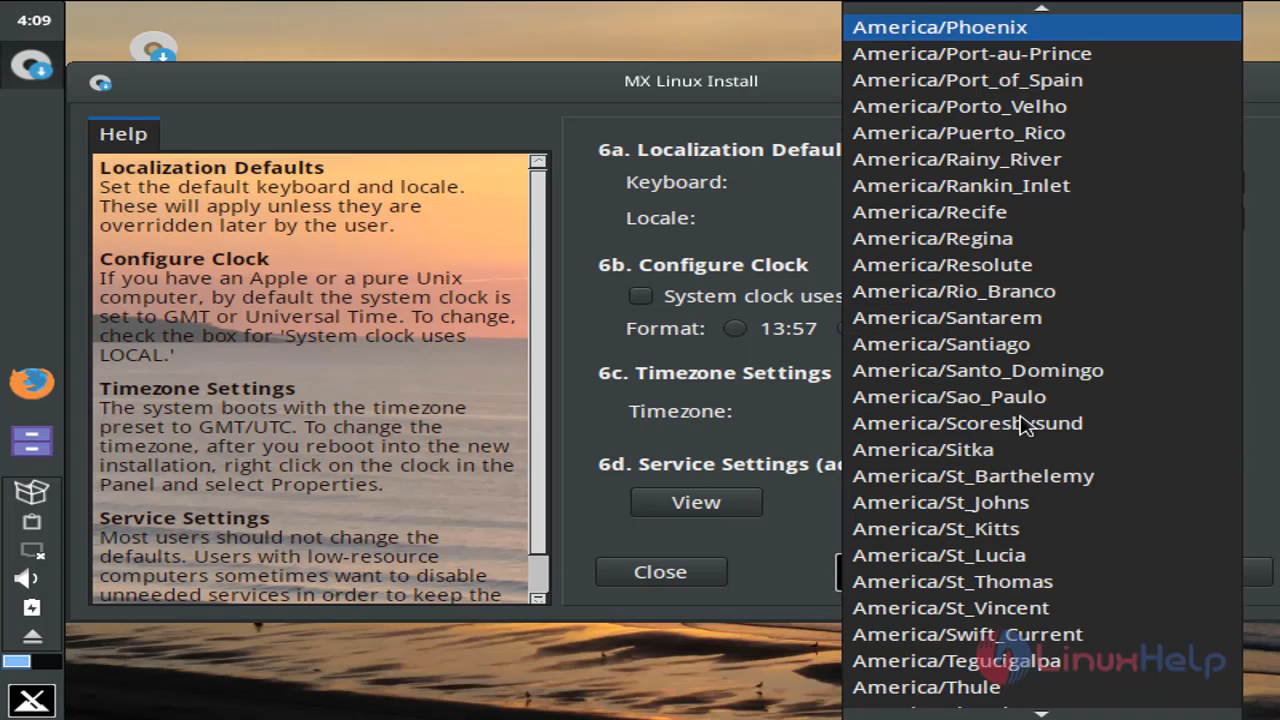 4:09
MX Linux Install
Help
Localization Defaults
Set the default keyboard and locale.
These will apply unless they are
overridden later by the user.
Configure Clock
If you have an Apple or a pure Unix
computer, by default the system clock is
set to GMT or Universal Time. To change,
check the box for 'System clock uses
LOCAL.'
Timezone Settings
The system boots with the timezone
preset to GMT/UTC. To change the
timezone, after you reboot into the new
installation, right click on the clock in the
Panel and select Properties.
Service Settings
Most users should not change the
defaults. Users with low-resource
computers sometimes want to disable
unneeded services in order to keep the
6a. Localization Defaul
Keyboard:
Locale:
6b. Configure Clock
System clock uses
Format: 13:57
6c. Timezone Settings
Timezone:
6d. Service Settings (ad
View
Close
America/Phoenix
America/Port-au-Prince
America/Port_of_Spain
America/Porto_Velho
America/Puerto_Rico
America/Rainy_River
America/Rankin_Inlet
America/Recife
America/Regina
America/Resolute
America/Rio_Branco
America/Santarem
America/Santiago
America/Santo_Domingo
America/Sao_Paulo
America/Scoresbysund
America/Sitka
America/St_Barthelemy
America/St_Johns
America/St_Kitts
America/St_Lucia
America/St_Thomas
America/St_Vincent
America/Swift_Current
America/Tegucigalpa
America/Thule
LinuxHelp